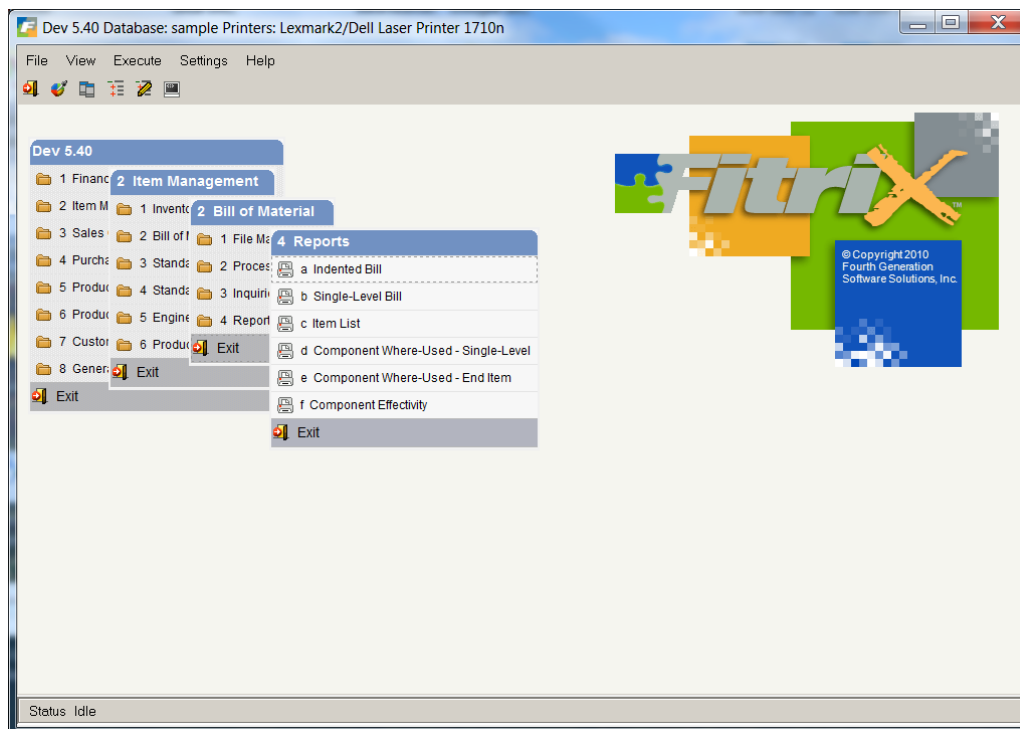 Dev 5.40 Database: sample Printers: Lexmark2/Dell Laser Printer 1710n
File View Execute Settings Help
Dev 5.40
1 Financ
2 Item M
3 Sales
4 Purcha
5 Produc
6 Produc
7 Custor
8 Genera
Exit
2 Item Management
1 Invento
2 Bill of
3 Standa
4 Standa
5 Engine
6 Produc
Exit
2 Bill of Material
1 File Ma
2 Proces
3 Inquiri
4 Report
Exit
4 Reports
a Indented Bill
b Single-Level Bill
c Item List
d Component Where-Used - Single-Level
e Component Where-Used - End Item
f Component Effectivity
Exit
Fitrix
TM
© Copyright 2010
Fourth Generation
Software Solutions, Inc.
Status Idle